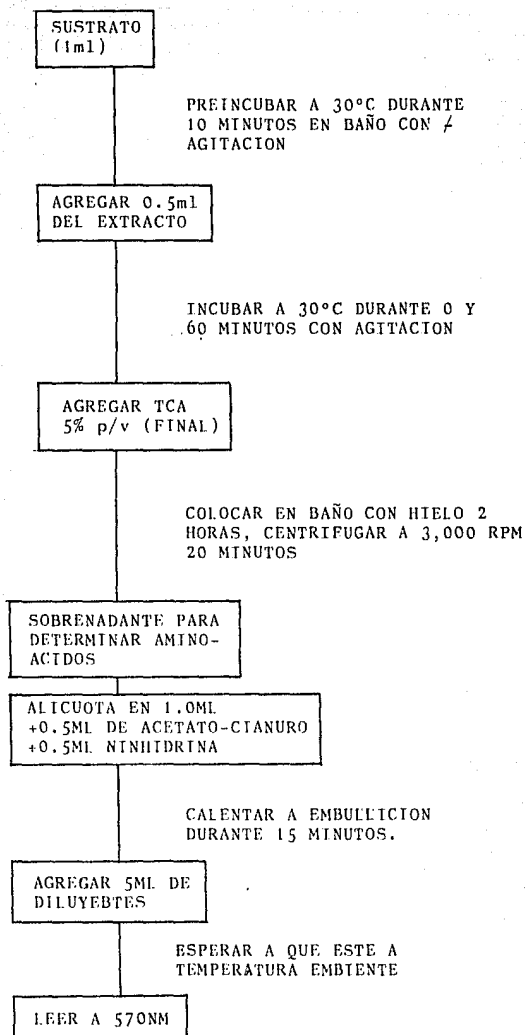 SUSTRATO
(1ml)
PREINCUBAR A 30°C DURANTE
10 MINUTOS EN BAÑO CON /
AGITACION
AGREGAR 0.5ml
DEL EXTRACTO
INCUBAR A 30°C DURANTE 0 Y
60 MINUTOS CON AGITACION
AGREGAR TCA
5% p/v (FINAL)
COLOCAR EN BAÑO CON HIELO 2
HORAS, CENTRIFUGAR A 3,000 RPM
20 MINUTOS
SOBRENADANTE PARA
DETERMINAR AMINO-
ACIDOS
ALICUOTA EN 1.0ML
+0.5ML DE ACETATO-CIANURO
+0.5ML NINHIDRINA
CALENTAR A EMBULLICION
DURANTE 15 MINUTOS.
AGREGAR 5ML DE
DILUYEBTES
ESPERAR A QUE ESTE A
TEMPERATURA EMBIENTE
LEER A 570NM